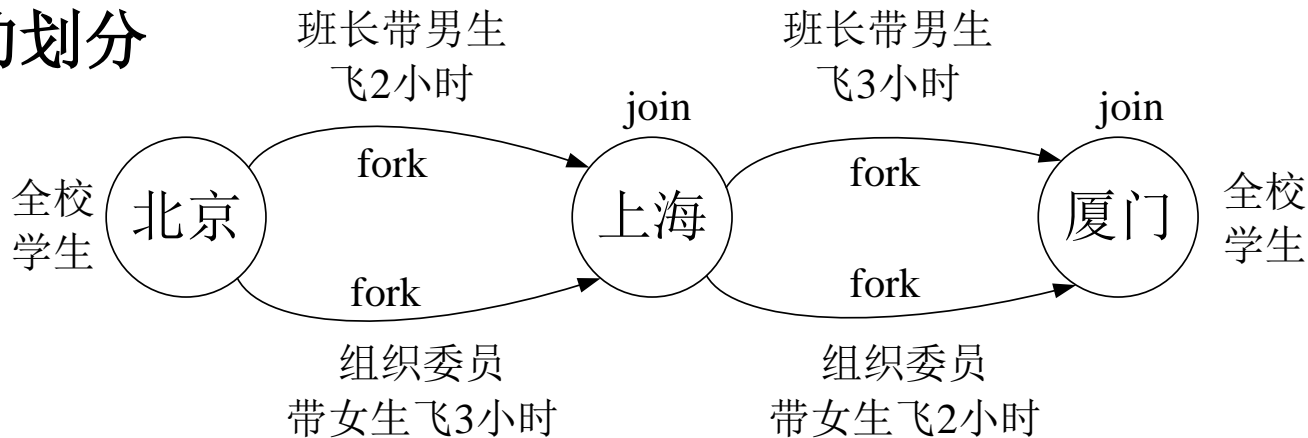 的划分
班长带男生
飞2小时
班长带男生
飞3小时
join
join
fork
fork
全校
学生
北京
上海
厦门
全校
学生
fork
fork
组织委员
带女生飞3小时
组织委员
带女生飞2小时